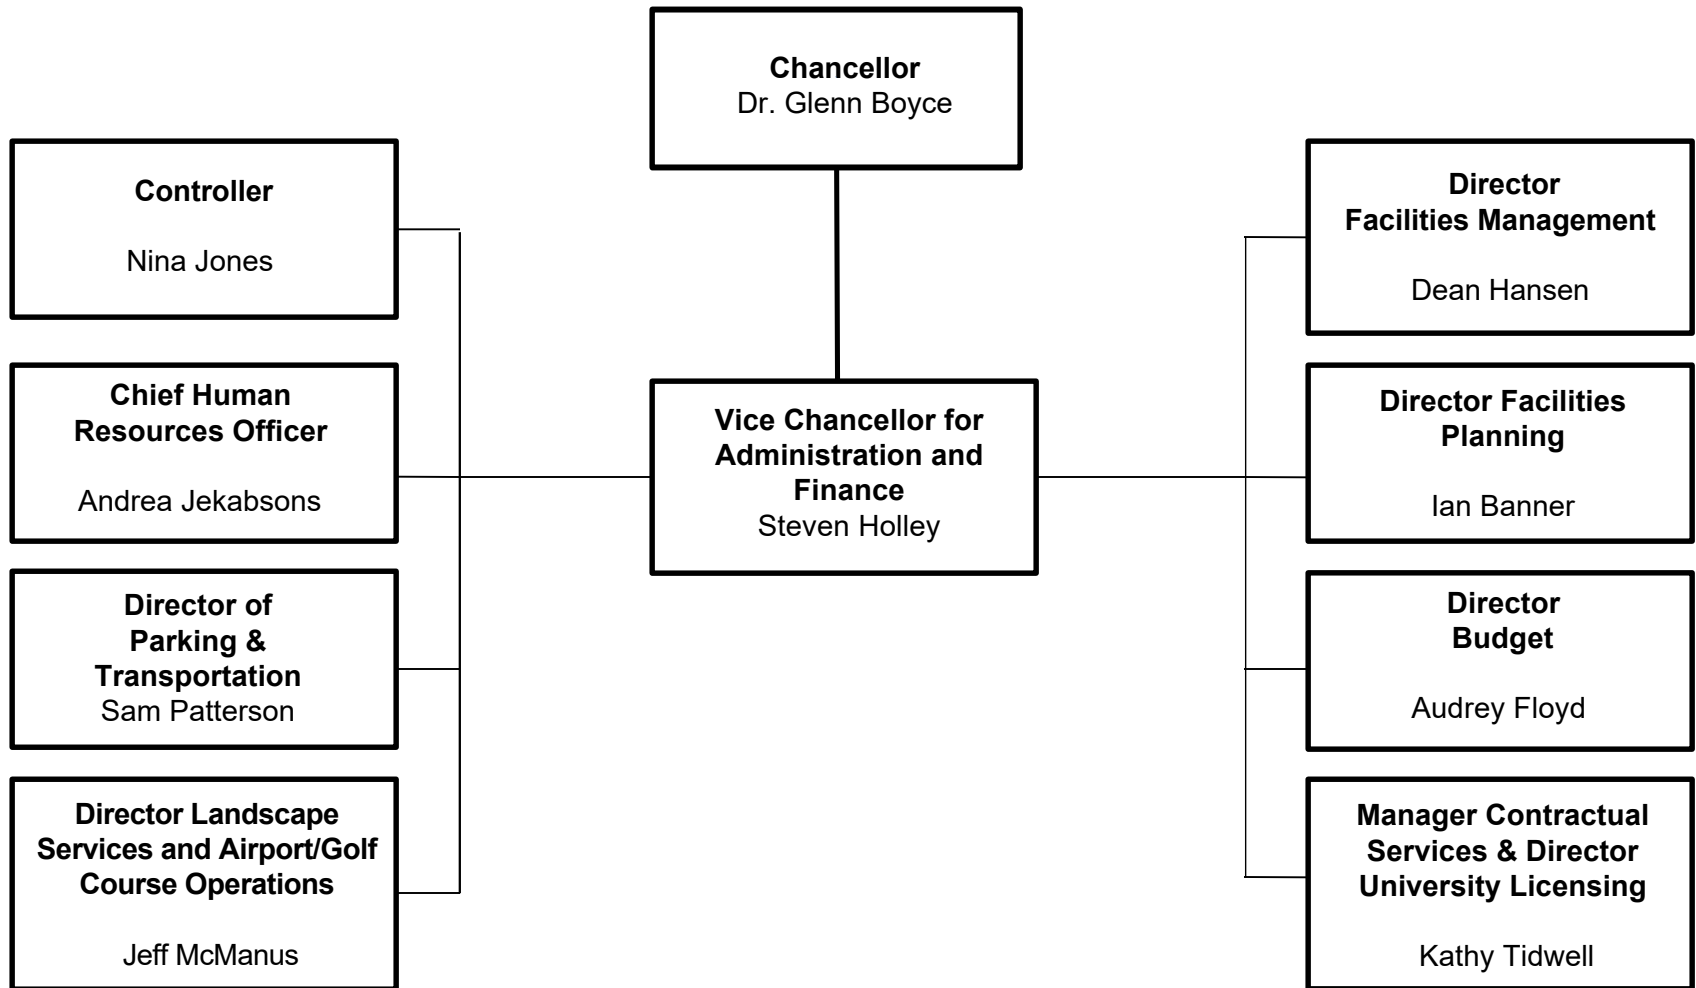 Chancellor
Dr. Glenn Boyce
Controller
Nina Jones
Chief Human
Resources Officer
Andrea Jekabsons
Director of
Parking &
Transportation
Sam Patterson
Director Landscape
Services and Airport/Golf
Course Operations
Jeff McManus
Vice Chancellor for
Administration and
Finance
Steven Holley
Director
Facilities Management
Dean Hansen
Director Facilities
Planning
Ian Banner
Director
Budget
Audrey Floyd
Manager Contractual
Services & Director
University Licensing
Kathy Tidwell